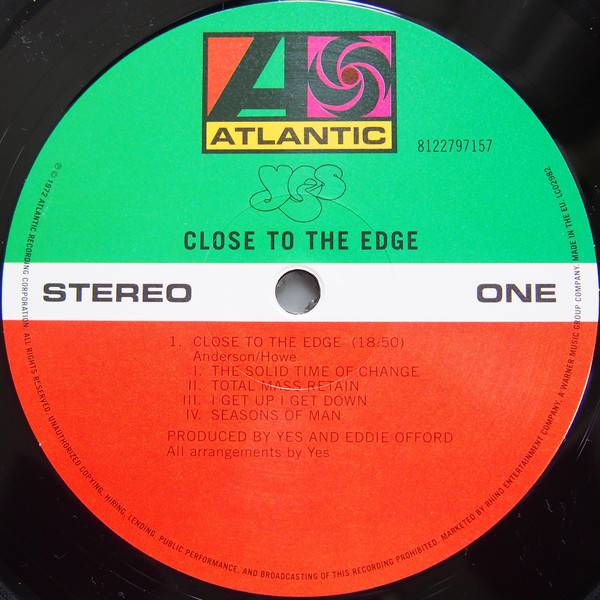 ATLANTIC
8122797157
yes
CLOSE TO THE EDGE
STEREO
ONE
1. CLOSE TO THE EDGE (18:50)
Anderson/Howe
I. THE SOLID TIME OF CHANGE
II. TOTAL MASS RETAIN
III. I GET UP I GET DOWN
IV. SEASONS OF MAN
PRODUCED BY YES AND EDDIE OFFORD
All arrangements by Yes
℗ © 1972 ATLANTIC RECORDING CORPORATION. ALL RIGHTS RESERVED. UNAUTHORIZED COPYING, HIRING, LENDING, PUBLIC PERFORMANCE, AND BROADCASTING OF THIS RECORDING PROHIBITED. MARKETED BY RHINO ENTERTAINMENT COMPANY, A WARNER MUSIC GROUP COMPANY. MADE IN THE EU. LC02982